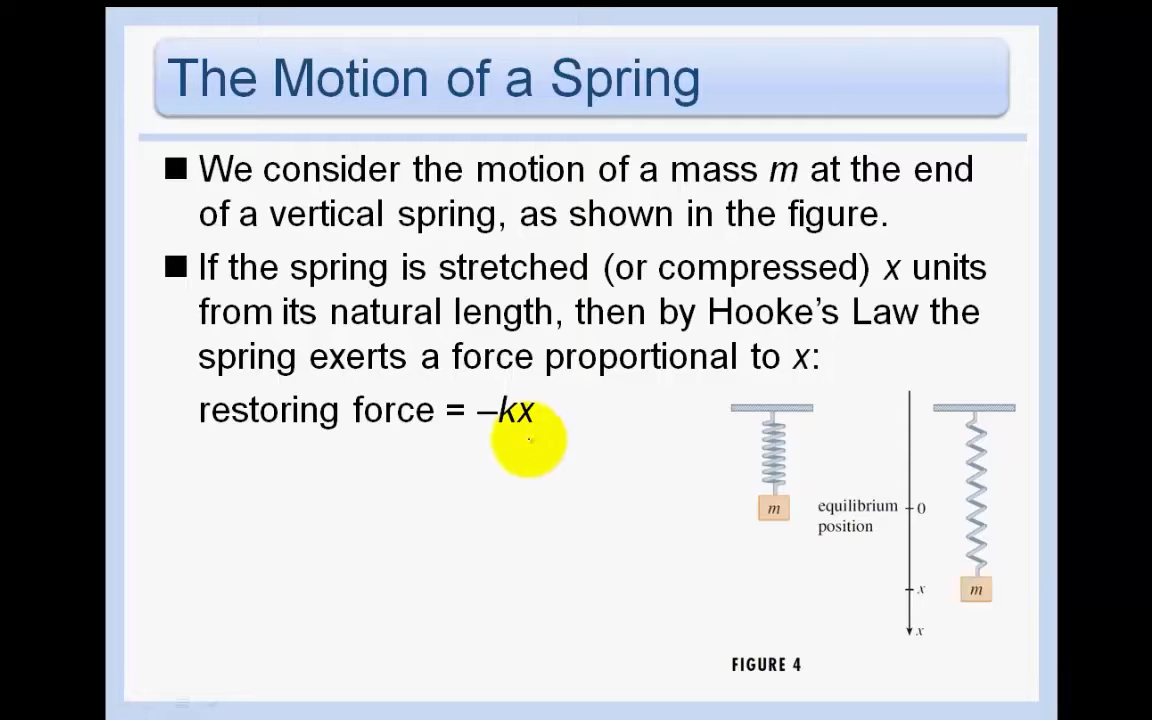 The Motion of a Spring
We consider the motion of a mass m at the end
of a vertical spring, as shown in the figure.
If the spring is stretched (or compressed) x units
from its natural length, then by Hooke’s Law the
spring exerts a force proportional to x:
restoring force = –kx
m
equilibrium
position
0
x
m
x
FIGURE 4